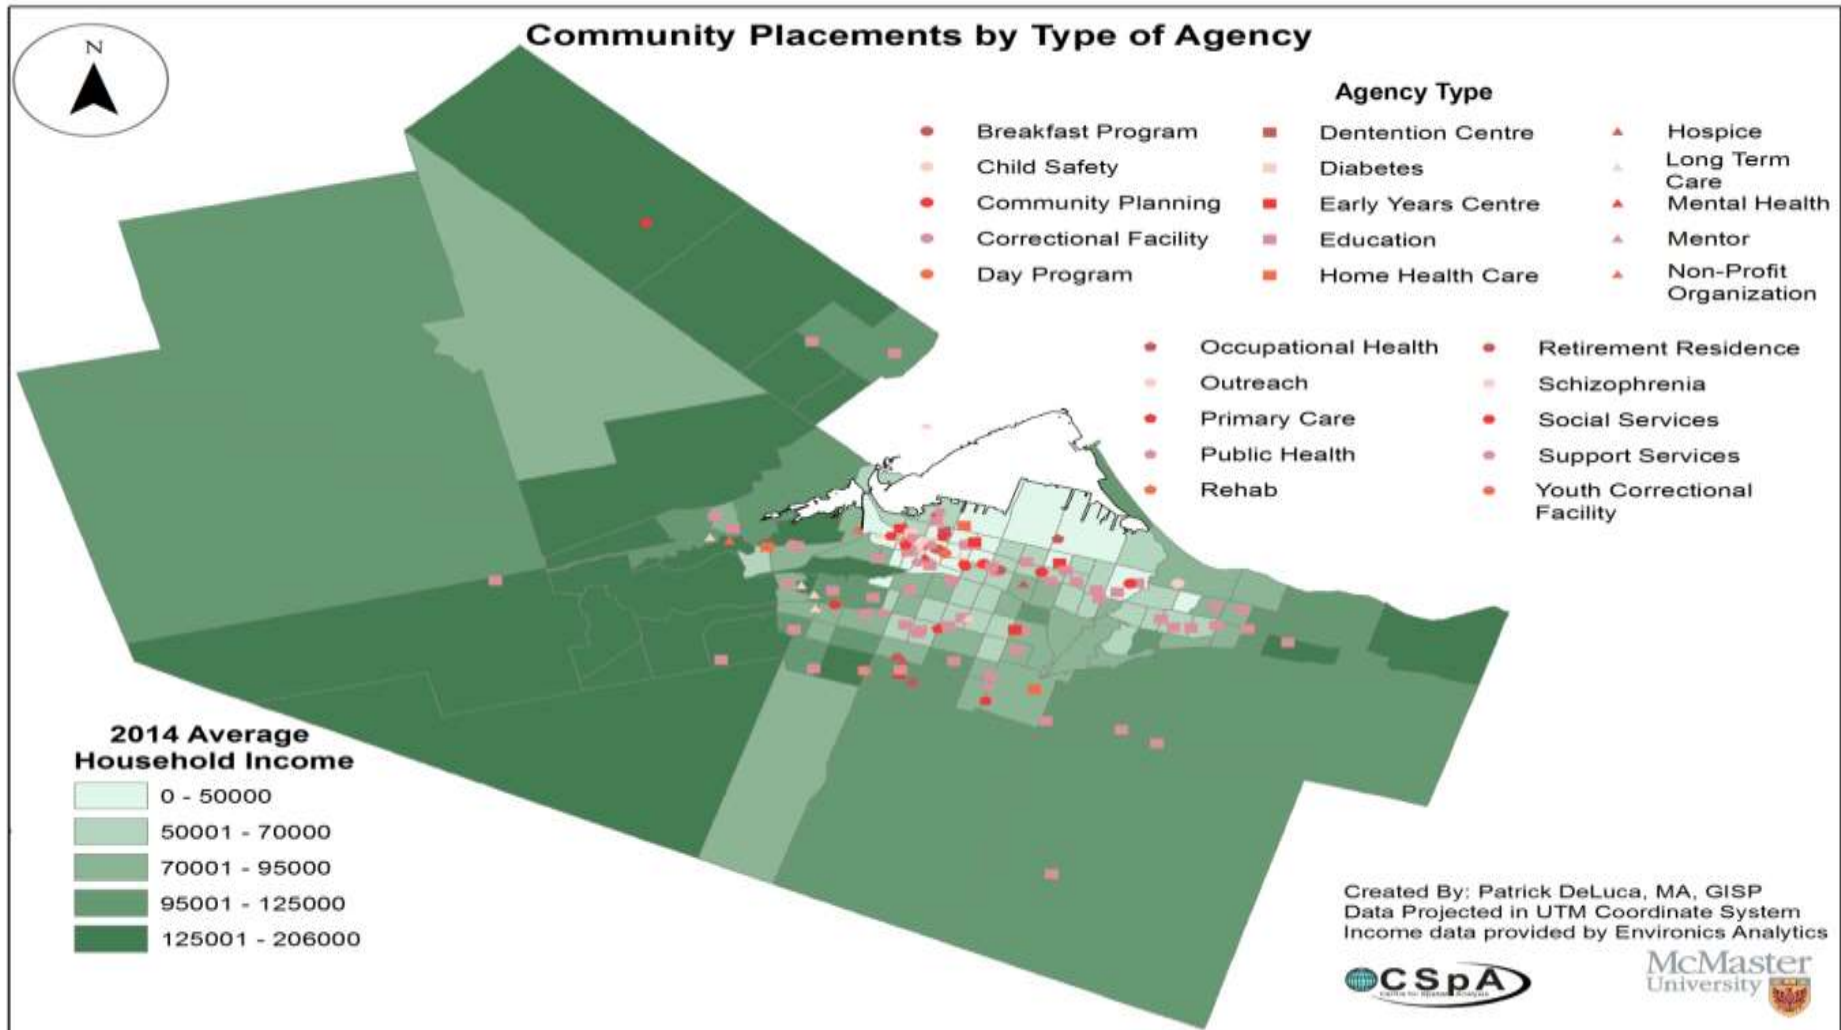 N
Community Placements by Type of Agency
Agency Type
Breakfast Program
Child Safety
Community Planning
Correctional Facility
Day Program
Dentention Centre
Diabetes
Early Years Centre
Education
Home Health Care
Hospice
Long Term
Care
Mental Health
Mentor
Non-Profit
Organization
Occupational Health
Outreach
Primary Care
Public Health
Rehab
Retirement Residence
Schizophrenia
Social Services
Support Services
Youth Correctional
Facility
2014 Average
Household Income
0 - 50000
50001 - 70000
70001 - 95000
95001 - 125000
125001 - 206000
Created By: Patrick DeLuca, MA, GISP
Data Projected in UTM Coordinate System
Income data provided by Environics Analytics
CSpA
McMaster
University